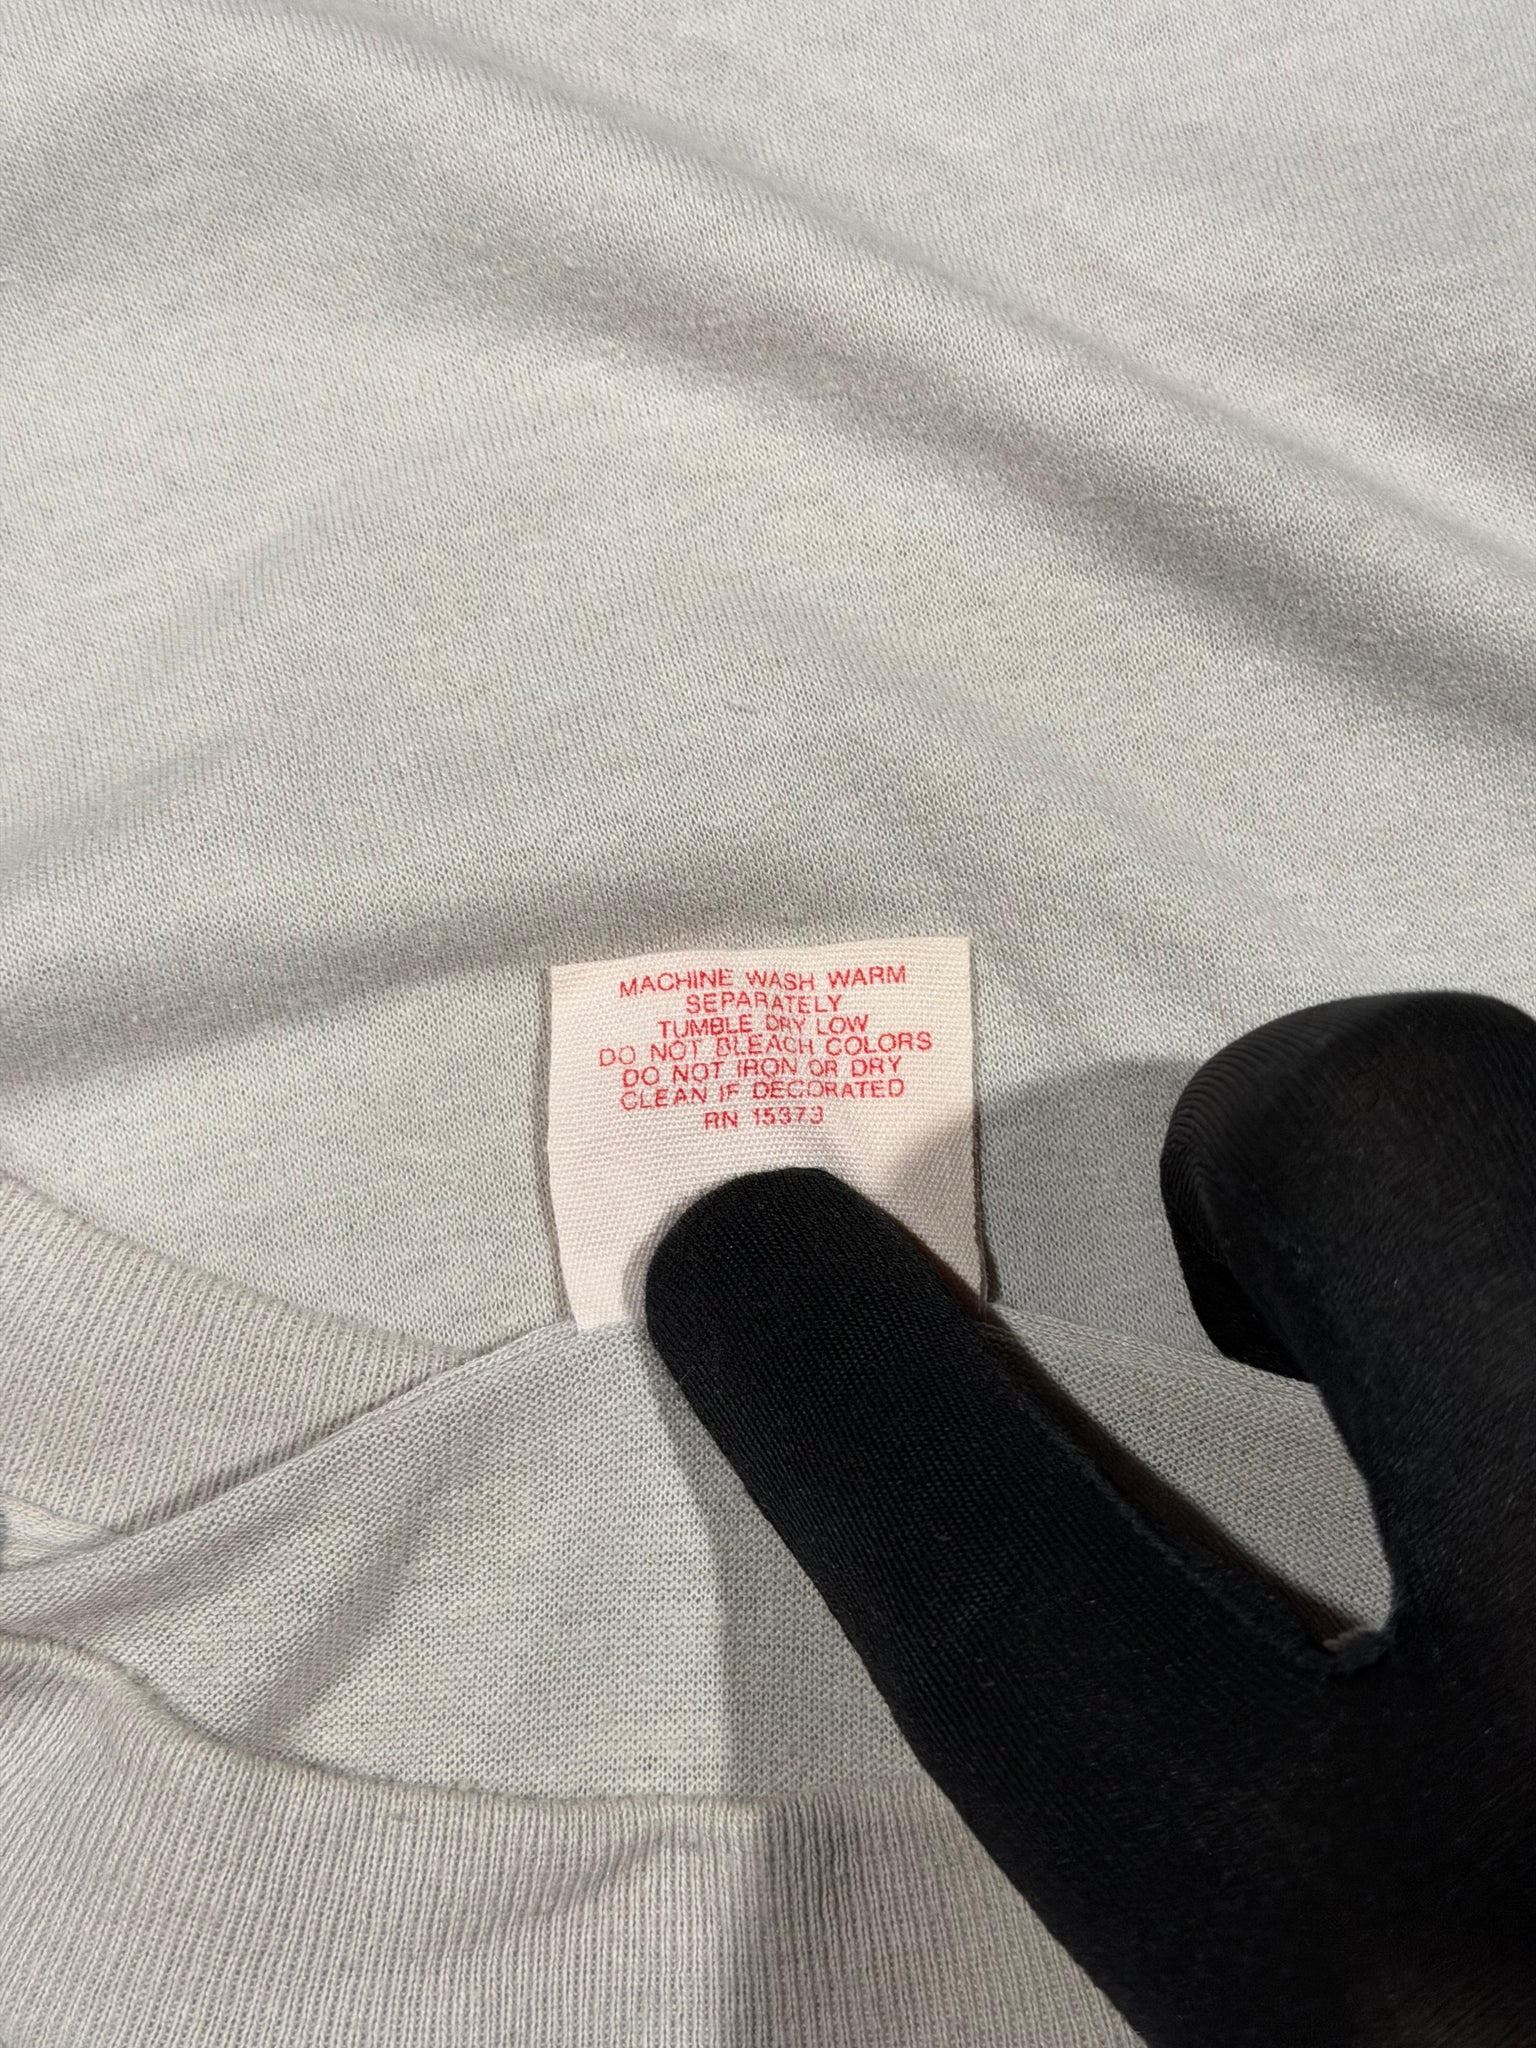 MACHINE WASH WARM
SEPARATELY
TUMBLE DRY LOW
DO NOT BLEACH COLORS
DO NOT IRON OR DRY
CLEAN IF DECORATED
RN 15373